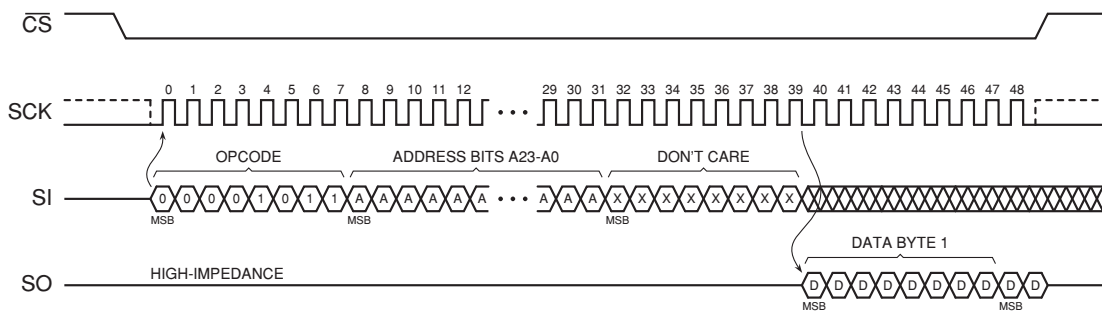 CS
0 1 2 3 4 5 6 7 8 9 10 11 12 29 30 31 32 33 34 35 36 37 38 39 40 41 42 43 44 45 46 47 48
SCK • • •
OPCODE ADDRESS BITS A23-A0 DON'T CARE
SI 0 0 0 0 1 0 1 1 A A A A A A • • • A A A X X X X X X X X
MSB MSB MSB
DATA BYTE 1
HIGH-IMPEDANCE
SO D D D D D D D D D D
MSB MSB